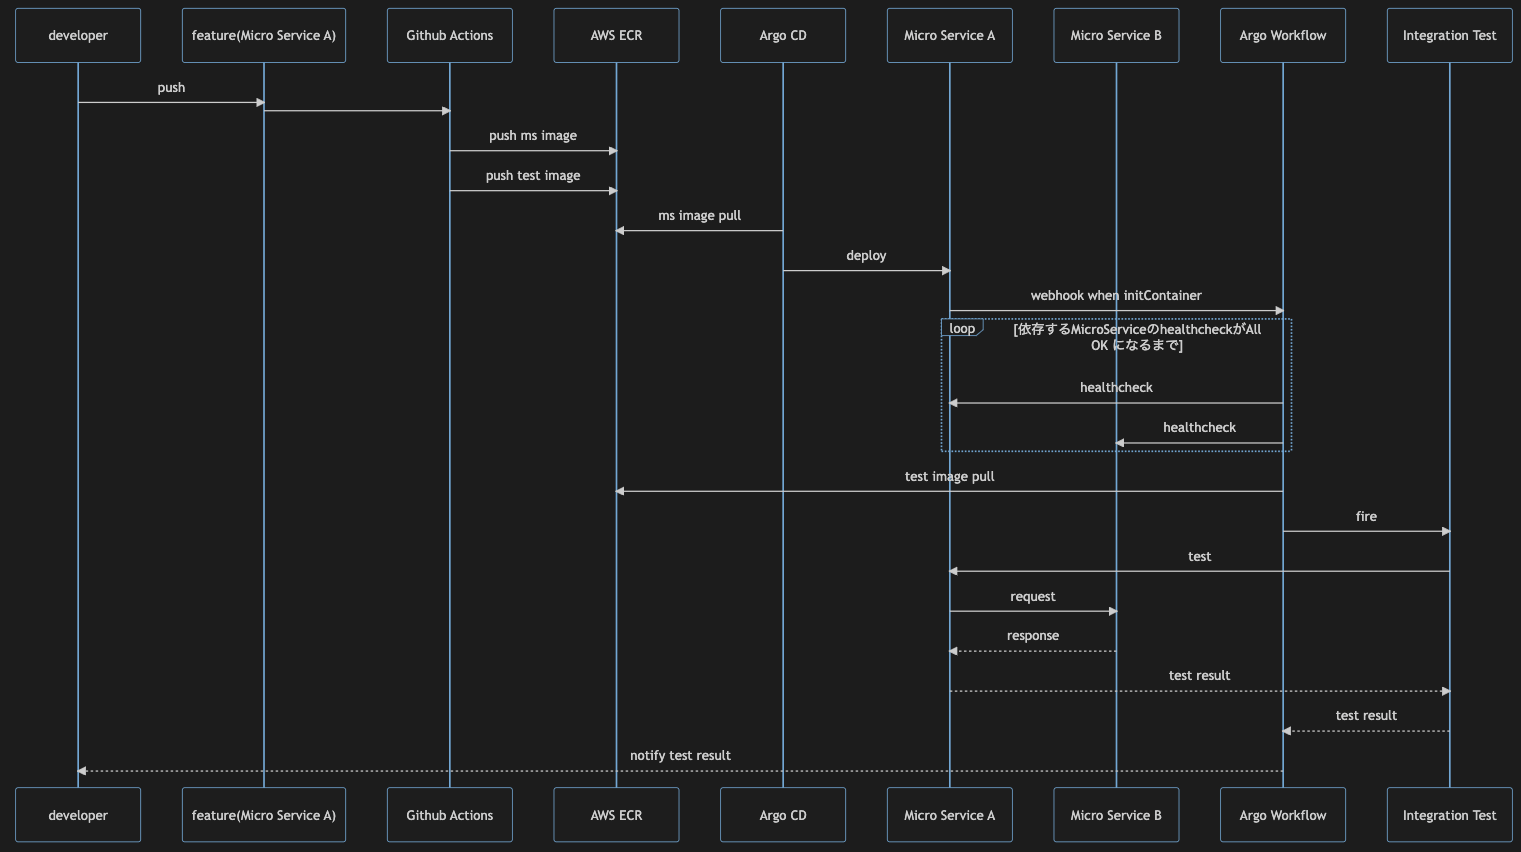 developer
feature(Micro Service A)
Github Actions
AWS ECR
Argo CD
Micro Service A
Micro Service B
Argo Workflow
Integration Test
push
push ms image
push test image
ms image pull
deploy
webhook when initContainer
loop
[依存するMicroServiceのhealthcheckがAll
OK になるまで]
healthcheck
healthcheck
test image pull
fire
test
request
response
test result
test result
notify test result
developer
feature(Micro Service A)
Github Actions
AWS ECR
Argo CD
Micro Service A
Micro Service B
Argo Workflow
Integration Test